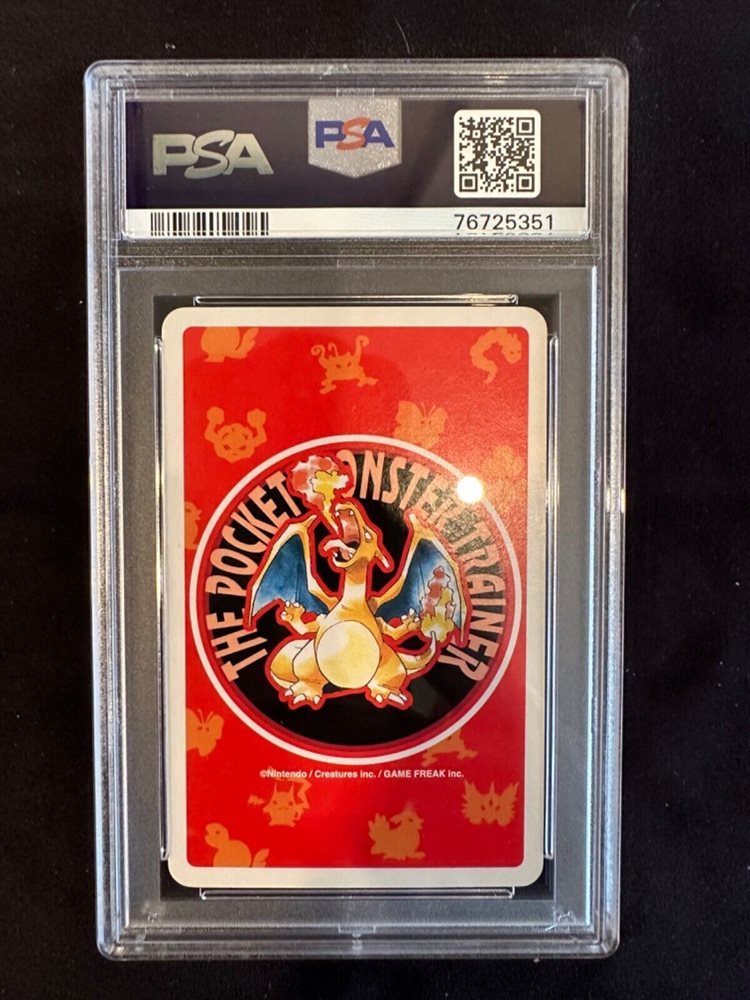 PSA
PSA
76725351
THE POCKET MONSTER TRAINER
©Nintendo / Creatures inc. / GAME FREAK inc.